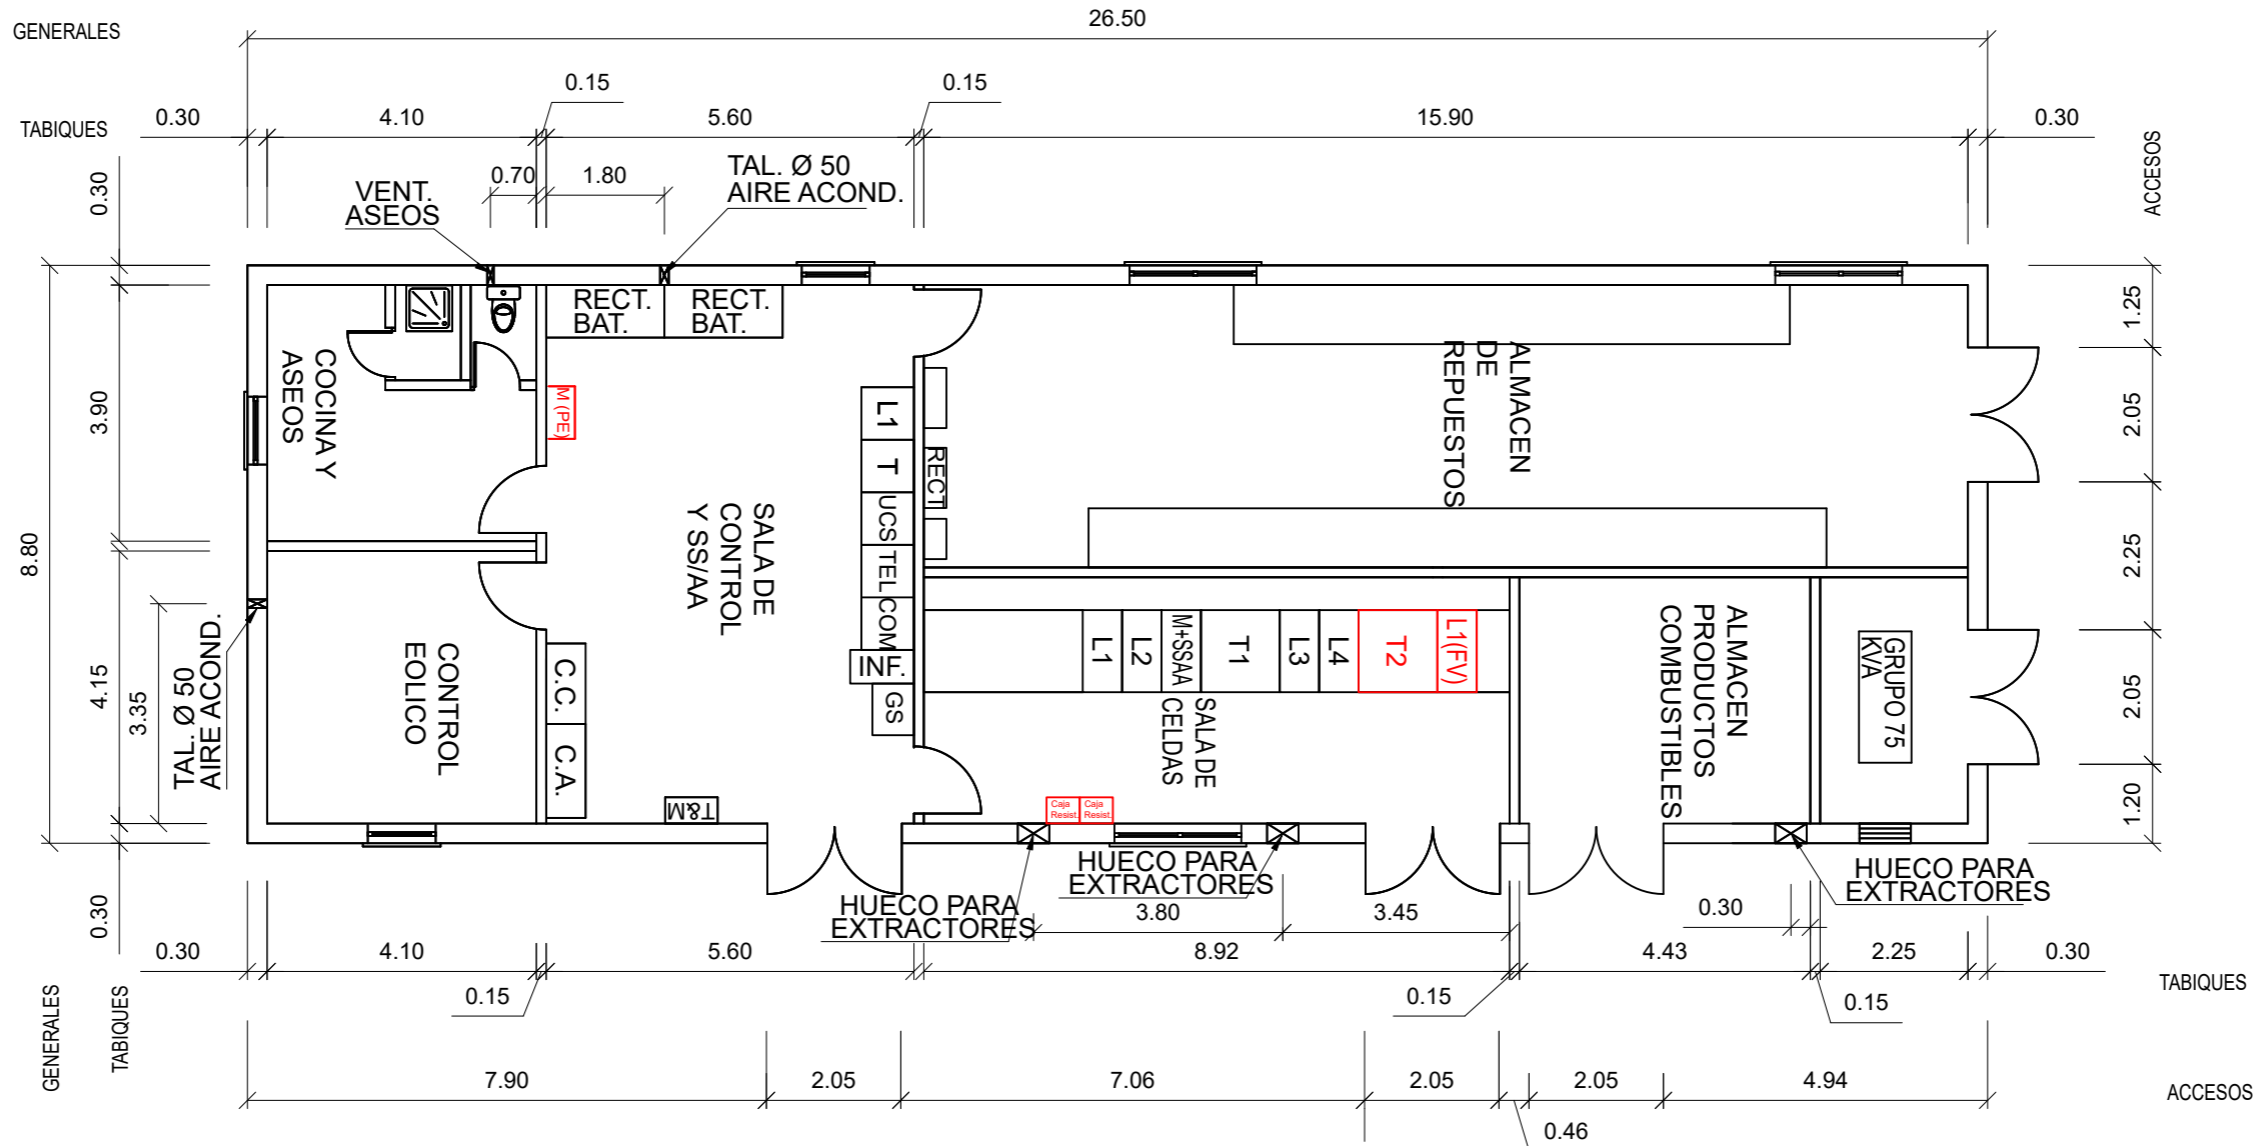 26.50
GENERALES
0.15
0.15
TABIQUES
0.30
4.10
5.60
15.90
0.30
0.30
VENT.
ASEOS
0.70
1.80
TAL. Ø 50
AIRE ACOND.
ACCESOS
RECT.
BAT.
RECT.
BAT.
COCINA Y
ASEOS
M (PE)
SALA DE
CONTROL
Y SS/AA
L1
T
UCS
TEL
COM
INF.
GS
RECT
ALMACEN
DE
REPUESTOS
1.25
2.05
2.25
2.05
1.20
8.80
3.90
4.15
3.35
0.30
TAL. Ø 50
AIRE ACOND.
CONTROL
EOLICO
C.C.
C.A.
T&M
L1
L2
M+SSAA
T1
L3
L4
T2
L1(FV)
SALA DE
CELDAS
Caja
Resist.
Caja
Resist.
ALMACEN
PRODUCTOS
COMBUSTIBLES
GRUPO 75
KVA
HUECO PARA
EXTRACTORES
HUECO PARA
EXTRACTORES
HUECO PARA
EXTRACTORES
3.80
3.45
0.30
0.30
4.10
5.60
8.92
4.43
2.25
0.30
0.15
0.15
0.15
TABIQUES
GENERALES
TABIQUES
7.90
2.05
7.06
2.05
2.05
4.94
0.46
ACCESOS